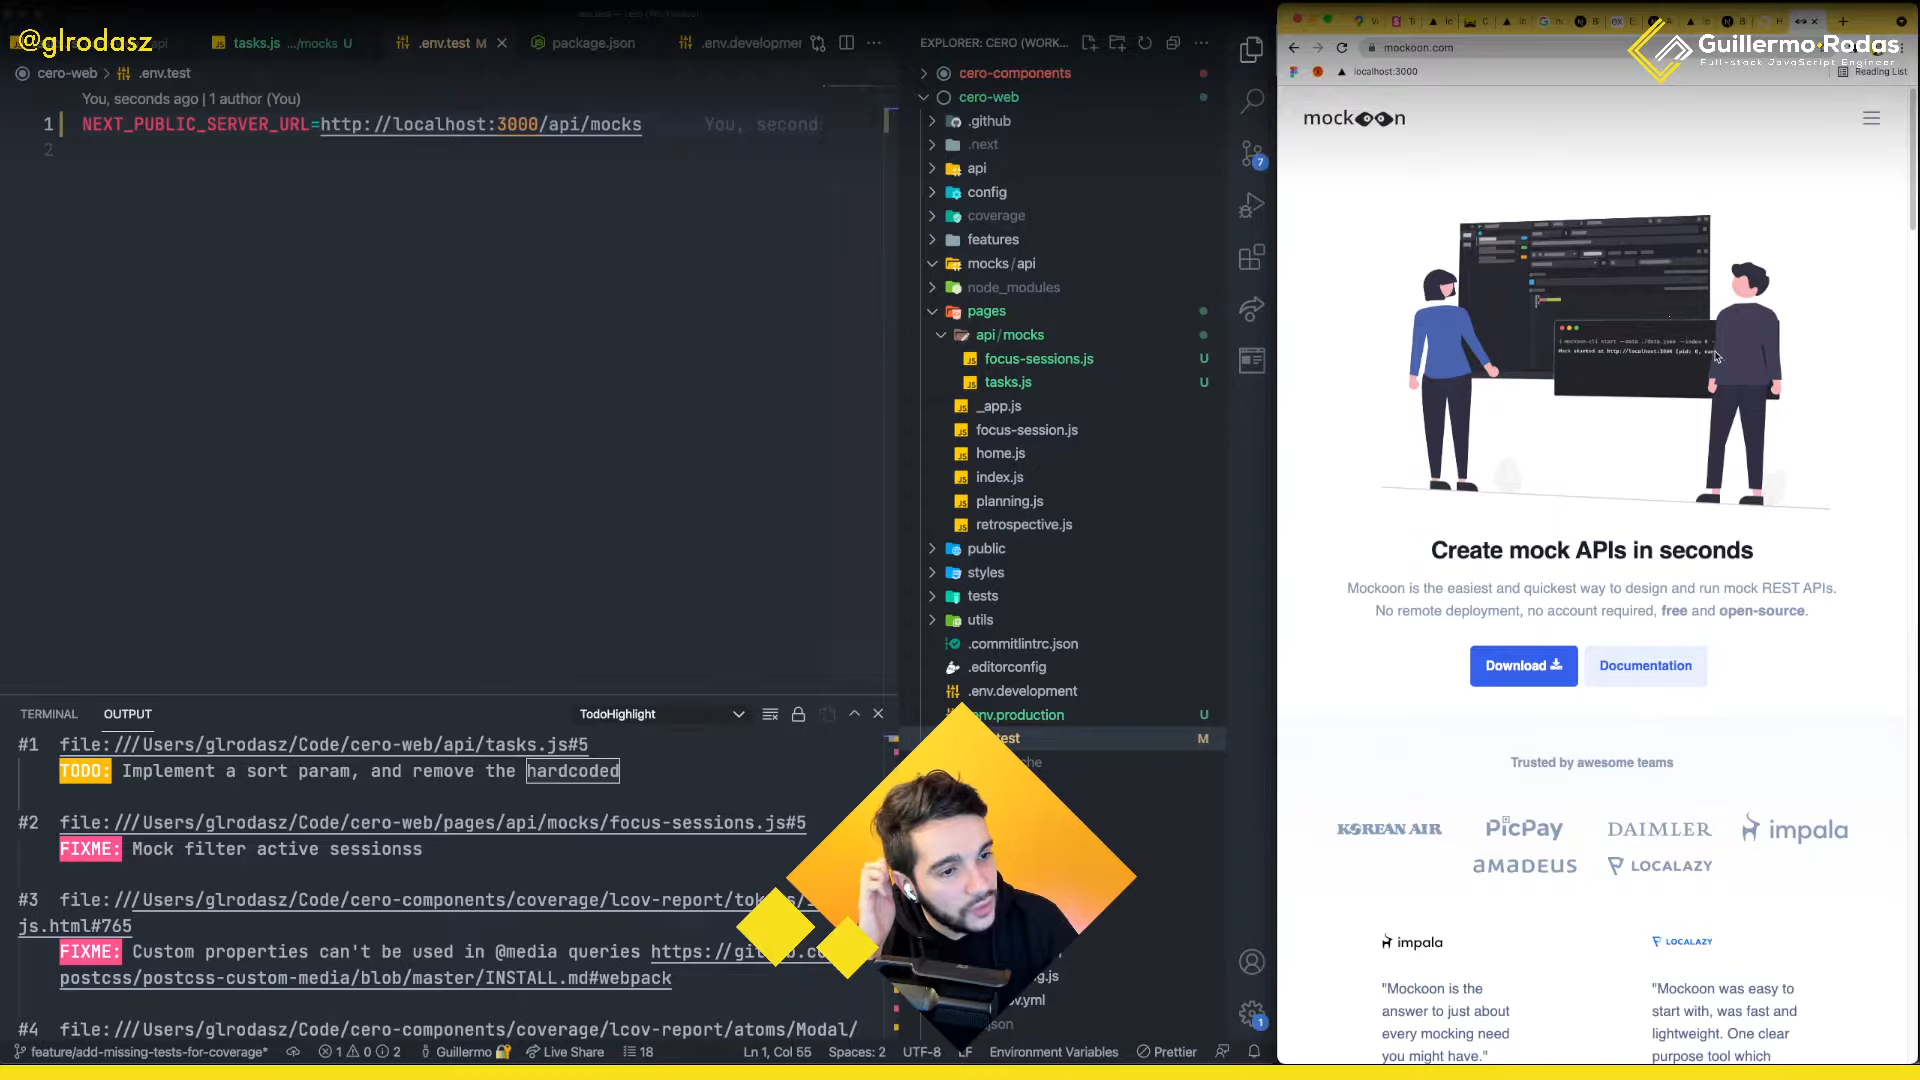 @glrodasz
tasks.js .../mocks U
.env.test M
package.json
.env.developmer
cero-web
.env.test
You, seconds ago | 1 author (You)
1 NEXT_PUBLIC_SERVER_URL=http://localhost:3000/api/mocks
You, second
2
EXPLORER: CERO (WORK...
cero-components
cero-web
.github
.next
api
config
coverage
features
mocks/api
node_modules
pages
api/mocks
focus-sessions.js U
tasks.js U
_app.js
focus-session.js
home.js
index.js
planning.js
retrospective.js
public
styles
tests
utils
.commitlintrc.json
.editorconfig
.env.development
env.production U
test M
TERMINAL
OUTPUT
TodoHighlight
#1 file:///Users/glrodasz/Code/cero-web/api/tasks.js#5
TODO: Implement a sort param, and remove the hardcoded
#2 file:///Users/glrodasz/Code/cero-web/pages/api/mocks/focus-sessions.js#5
FIXME: Mock filter active sessionss
#3 file:///Users/glrodasz/Code/cero-components/coverage/lcov-report/tok
js.html#765
FIXME: Custom properties can't be used in @media queries https://gi
postcss/postcss-custom-media/blob/master/INSTALL.md#webpack
#4 file:///Users/glrodasz/Code/cero-components/coverage/lcov-report/atoms/Modal/
feature/add-missing-tests-for-coverage*
1 0 2
Guillermo
Live Share
18
Ln 1, Col 55
Spaces: 2
UTF-8
LF
Environment Variables
Prettier
7
1
mockoon.com
localhost:3000
Reading List
Guillermo Rodas
Full-stack JavaScript Engineer
mockoon
Create mock APIs in seconds
Mockoon is the easiest and quickest way to design and run mock REST APIs.
No remote deployment, no account required, free and open-source.
Download
Documentation
Trusted by awesome teams
KOREAN AIR
PicPay
DAIMLER
impala
AMADEUS
LOCALAZY
impala
LOCALAZY
"Mockoon is the
answer to just about
every mocking need
you might have."
"Mockoon was easy to
start with, was fast and
lightweight. One clear
purpose tool which